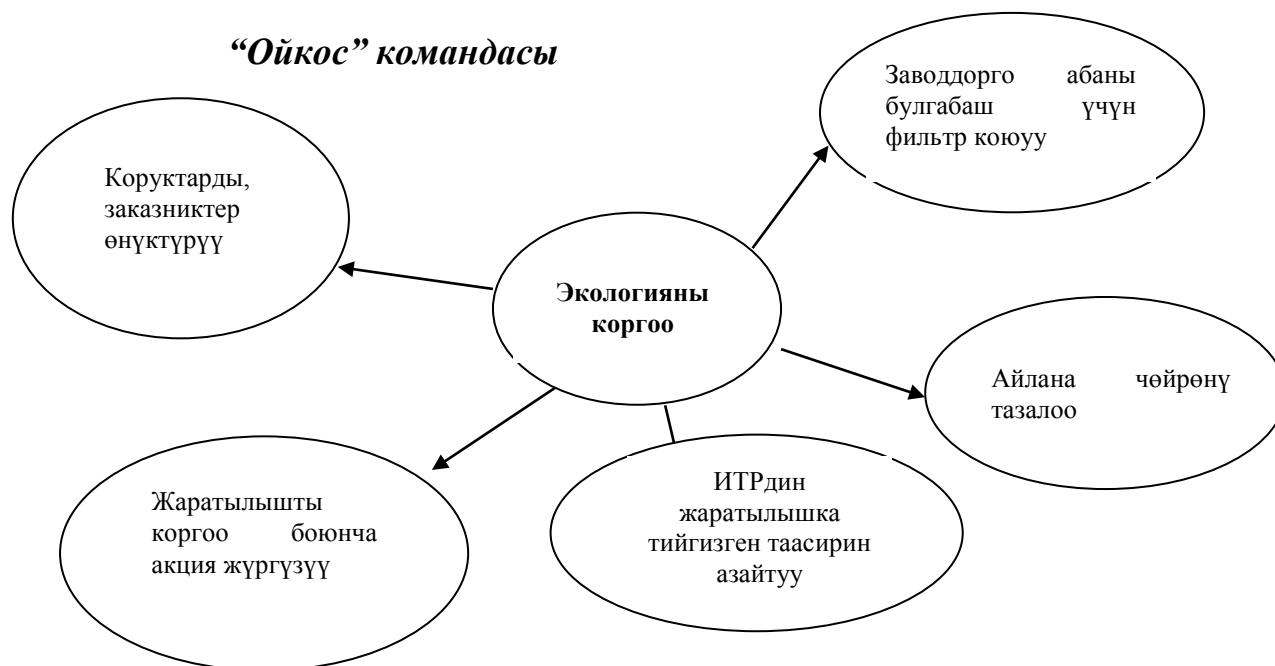 “Ойкос” командасы
Заводдорго абаны
булгабаш үчүн
фильтр коюуу
Коруктарды,
заказниктер
өнүктүрүү
Экологияны
коргоо
Айлана чөйрөнү
тазалоо
Жаратылышты
коргоо боюнча
акция жүргүзүү
ИТРдин
жаратылышка
тийгизген таасирин
азайтуу